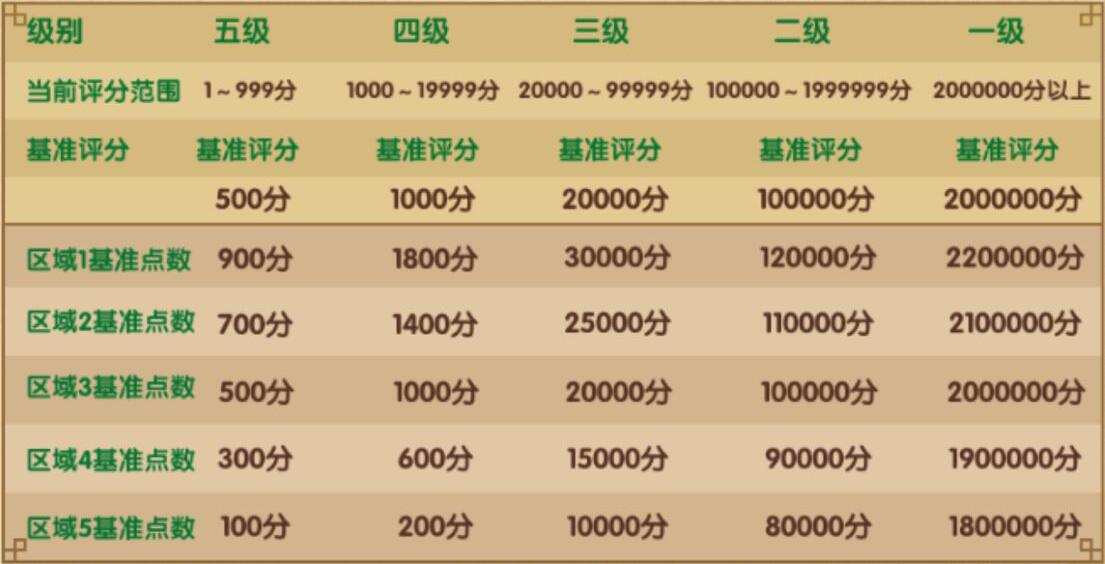 级别 五级 四级 三级 二级 一级
当前评分范围 1~999分 1000~19999分 20000~99999分 100000~1999999分 2000000分以上
基准评分 基准评分 基准评分 基准评分 基准评分 基准评分
500分 1000分 20000分 100000分 2000000分
区域1基准点数 900分 1800分 30000分 120000分 2200000分
区域2基准点数 700分 1400分 25000分 110000分 2100000分
区域3基准点数 500分 1000分 20000分 100000分 2000000分
区域4基准点数 300分 600分 15000分 90000分 1900000分
区域5基准点数 100分 200分 10000分 80000分 1800000分